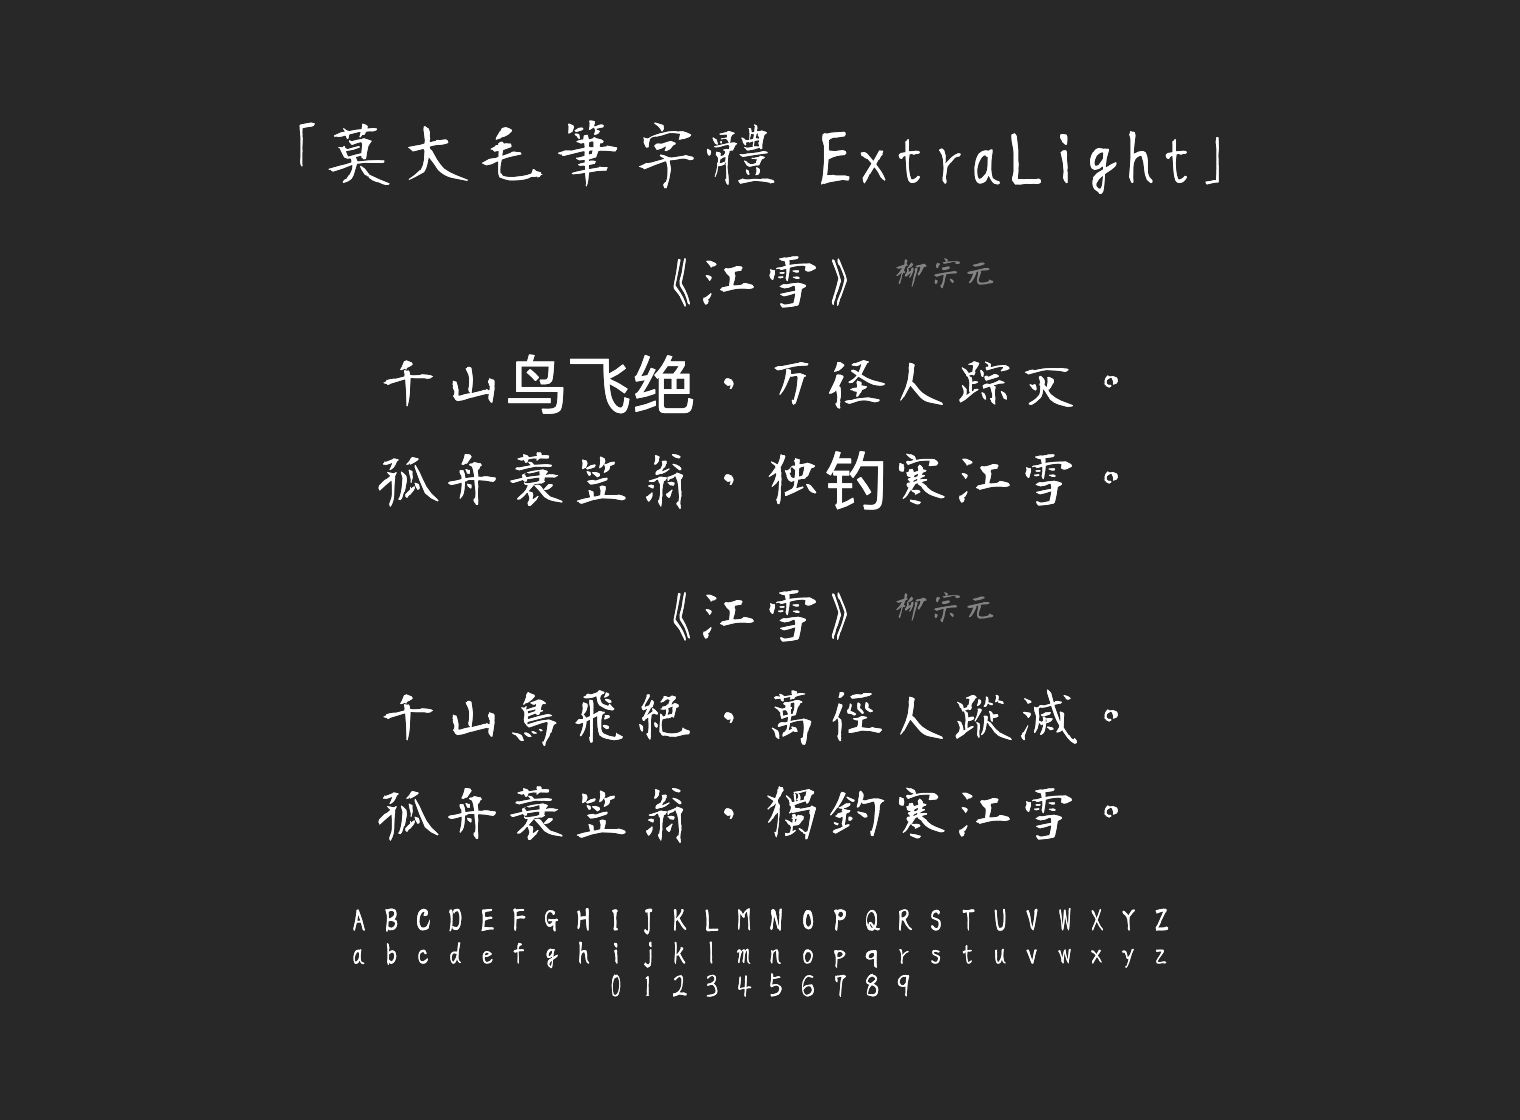 「莫大毛筆字體 ExtraLight」
《江雪》 柳宗元
千山鸟飞绝，万径人踪灭。
孤舟蓑笠翁，独钓寒江雪。
《江雪》 柳宗元
千山鳥飛絕，萬徑人蹤滅。
孤舟蓑笠翁，獨釣寒江雪。
A B C D E F G H I J K L M N O P Q R S T U V W X Y Z
a b c d e f g h i j k l m n o p q r s t u v w x y z
0 1 2 3 4 5 6 7 8 9